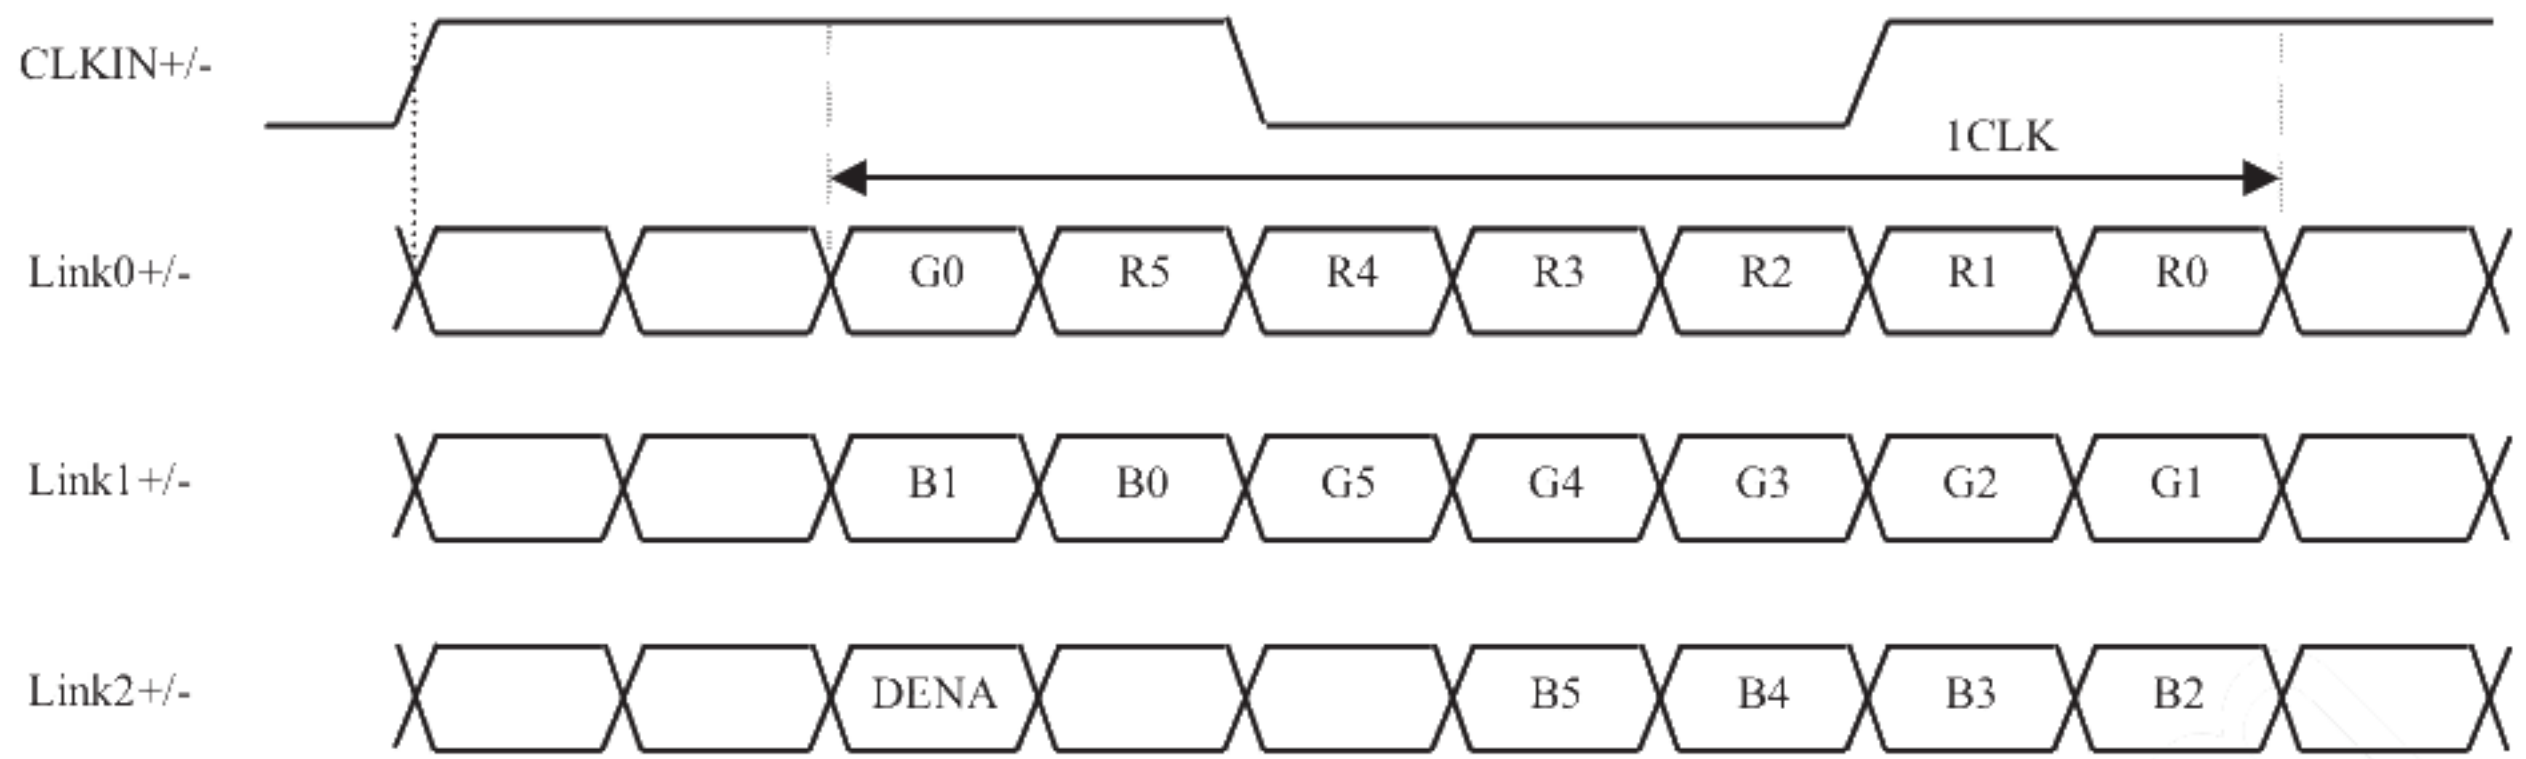 CLKIN+/-
1CLK
Link0+/- G0 R5 R4 R3 R2 R1 R0
Link1+/- B1 B0 G5 G4 G3 G2 G1
Link2+/- DENA B5 B4 B3 B2